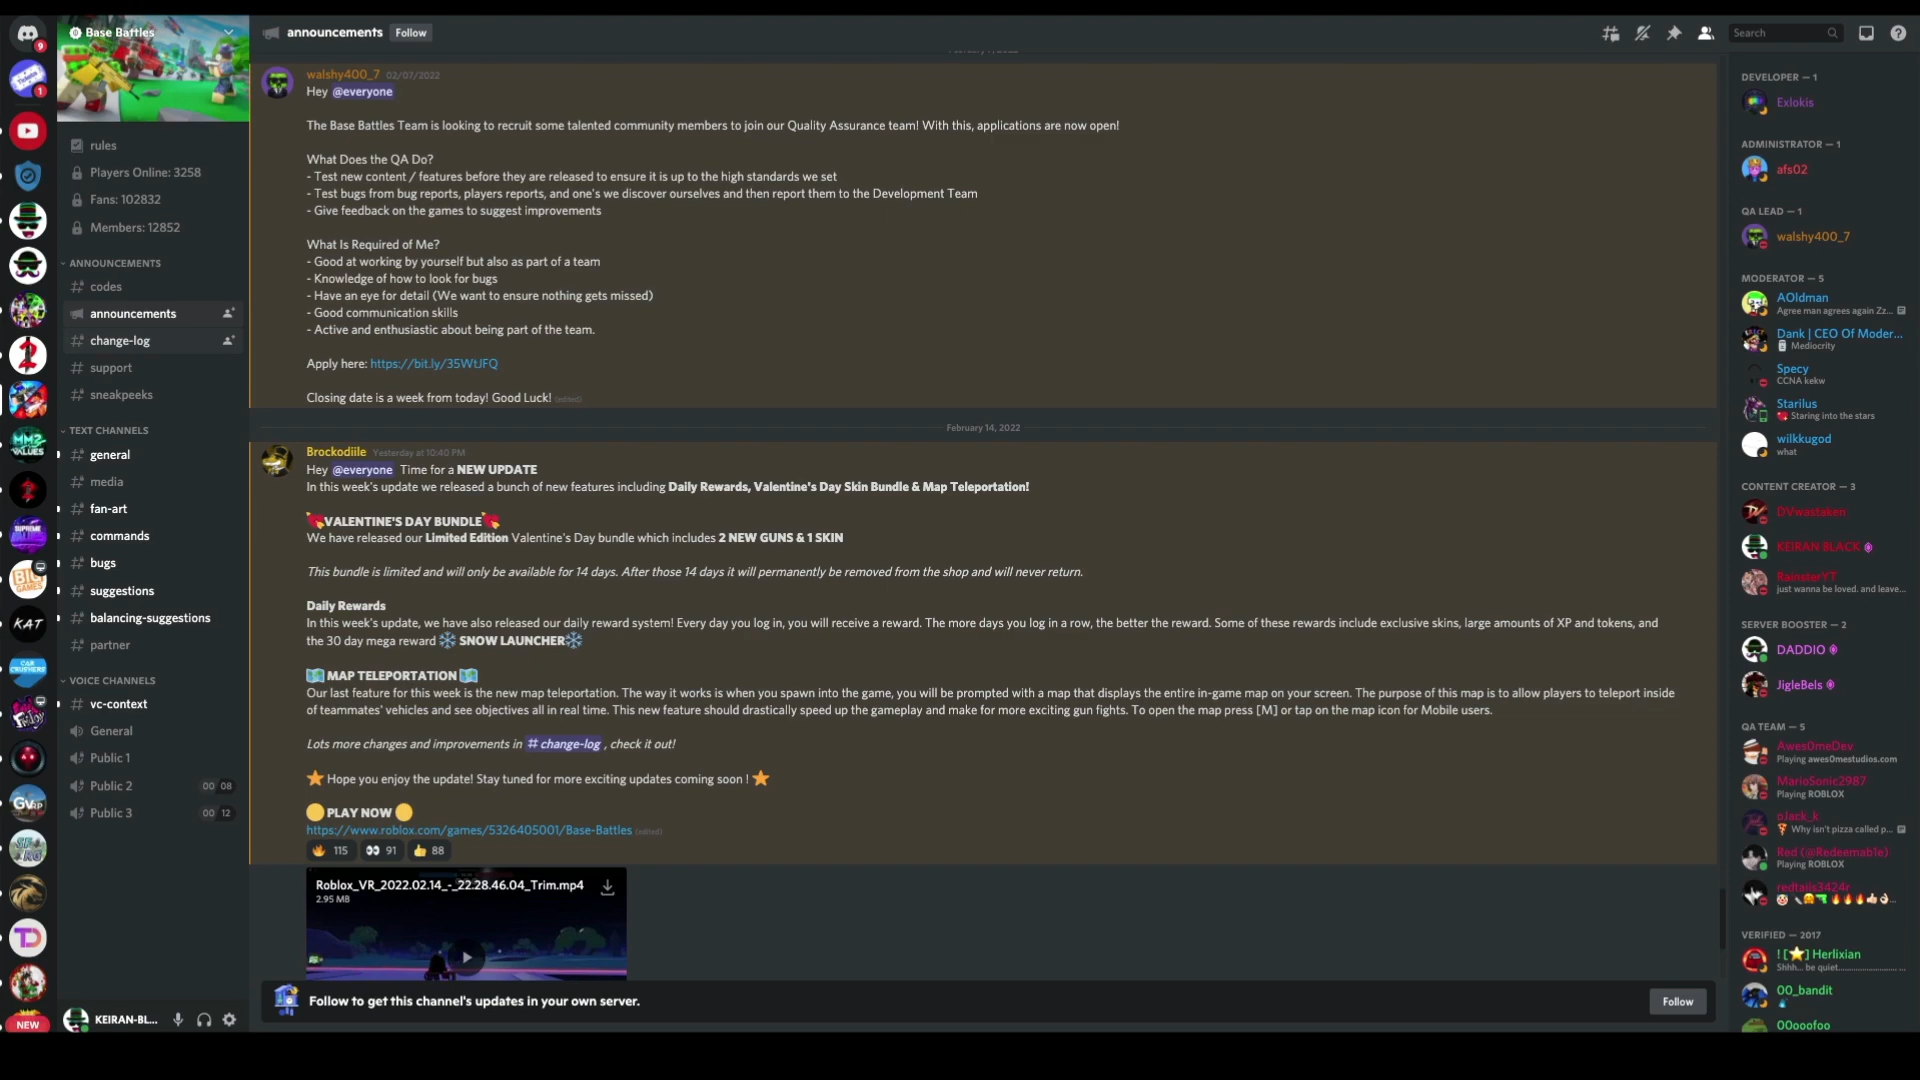 Base Battles
rules
Players Online: 3258
Fans: 102832
Members: 12852
ANNOUNCEMENTS
codes
announcements
change-log
support
sneakpeeks
TEXT CHANNELS
general
media
fan-art
commands
bugs
suggestions
balancing-suggestions
partner
VOICE CHANNELS
vc-context
General
Public 1
Public 2 00 08
Public 3 00 12
KEIRAN-BL...
9
1
MM2
VALUES
SUPREME
BIG
GAMES
KAT
CAR
CRUSHERS
TD
NEW
announcements Follow
Search
walshy400_7 02/07/2022
Hey @everyone
The Base Battles Team is looking to recruit some talented community members to join our Quality Assurance team! With this, applications are now open!
What Does the QA Do?
- Test new content / features before they are released to ensure it is up to the high standards we set
- Test bugs from bug reports, players reports, and one's we discover ourselves and then report them to the Development Team
- Give feedback on the games to suggest improvements
What Is Required of Me?
- Good at working by yourself but also as part of a team
- Knowledge of how to look for bugs
- Have an eye for detail (We want to ensure nothing gets missed)
- Good communication skills
- Active and enthusiastic about being part of the team.
Apply here: https://bit.ly/35WtJFQ
Closing date is a week from today! Good Luck! (edited)
February 14, 2022
Brockodiile Yesterday at 10:40 PM
Hey @everyone Time for a NEW UPDATE
In this week's update we released a bunch of new features including Daily Rewards, Valentine's Day Skin Bundle & Map Teleportation!
💘VALENTINE'S DAY BUNDLE💘
We have released our Limited Edition Valentine's Day bundle which includes 2 NEW GUNS & 1 SKIN
This bundle is limited and will only be available for 14 days. After those 14 days it will permanently be removed from the shop and will never return.
Daily Rewards
In this week's update, we have also released our daily reward system! Every day you log in, you will receive a reward. The more days you log in a row, the better the reward. Some of these rewards include exclusive skins, large amounts of XP and tokens, and
the 30 day mega reward ❄️ SNOW LAUNCHER❄️
🗺️ MAP TELEPORTATION 🗺️
Our last feature for this week is the new map teleportation. The way it works is when you spawn into the game, you will be prompted with a map that displays the entire in-game map on your screen. The purpose of this map is to allow players to teleport inside
of teammates' vehicles and see objectives all in real time. This new feature should drastically speed up the gameplay and make for more exciting gun fights. To open the map press [M] or tap on the map icon for Mobile users.
Lots more changes and improvements in # change-log , check it out!
⭐ Hope you enjoy the update! Stay tuned for more exciting updates coming soon ! ⭐
🟡 PLAY NOW 🟡
https://www.roblox.com/games/5326405001/Base-Battles (edited)
🔥 115 👀 91 👍 88
Roblox_VR_2022.02.14_-_22.28.46.04_Trim.mp4
2.95 MB
Follow to get this channel's updates in your own server.
Follow
DEVELOPER — 1
Exlokis
ADMINISTRATOR — 1
afs02
QA LEAD — 1
walshy400_7
MODERATOR — 5
AOldman
Agree man agrees again Zz...
Dank | CEO Of Moder...
Mediocrity
Specy
CCNA kekw
Starilus
💘 Staring into the stars
wilkkugod
what
CONTENT CREATOR — 3
DVwastaken
KEIRAN BLACK
RainsterYT
just wanna be loved. and leave...
SERVER BOOSTER — 2
DADDIO
JigleBels
QA TEAM — 5
Awes0meDev
Playing awes0mestudios.com
MarioSonic2987
Playing ROBLOX
oJack_k
🍕 Why isn't pizza called p...
Red (@Redeemab1e)
Playing ROBLOX
redtails3424r
VERIFIED — 2017
! [⭐] Herlixian
Shhh... be quiet...
00_bandit
00ooofoo